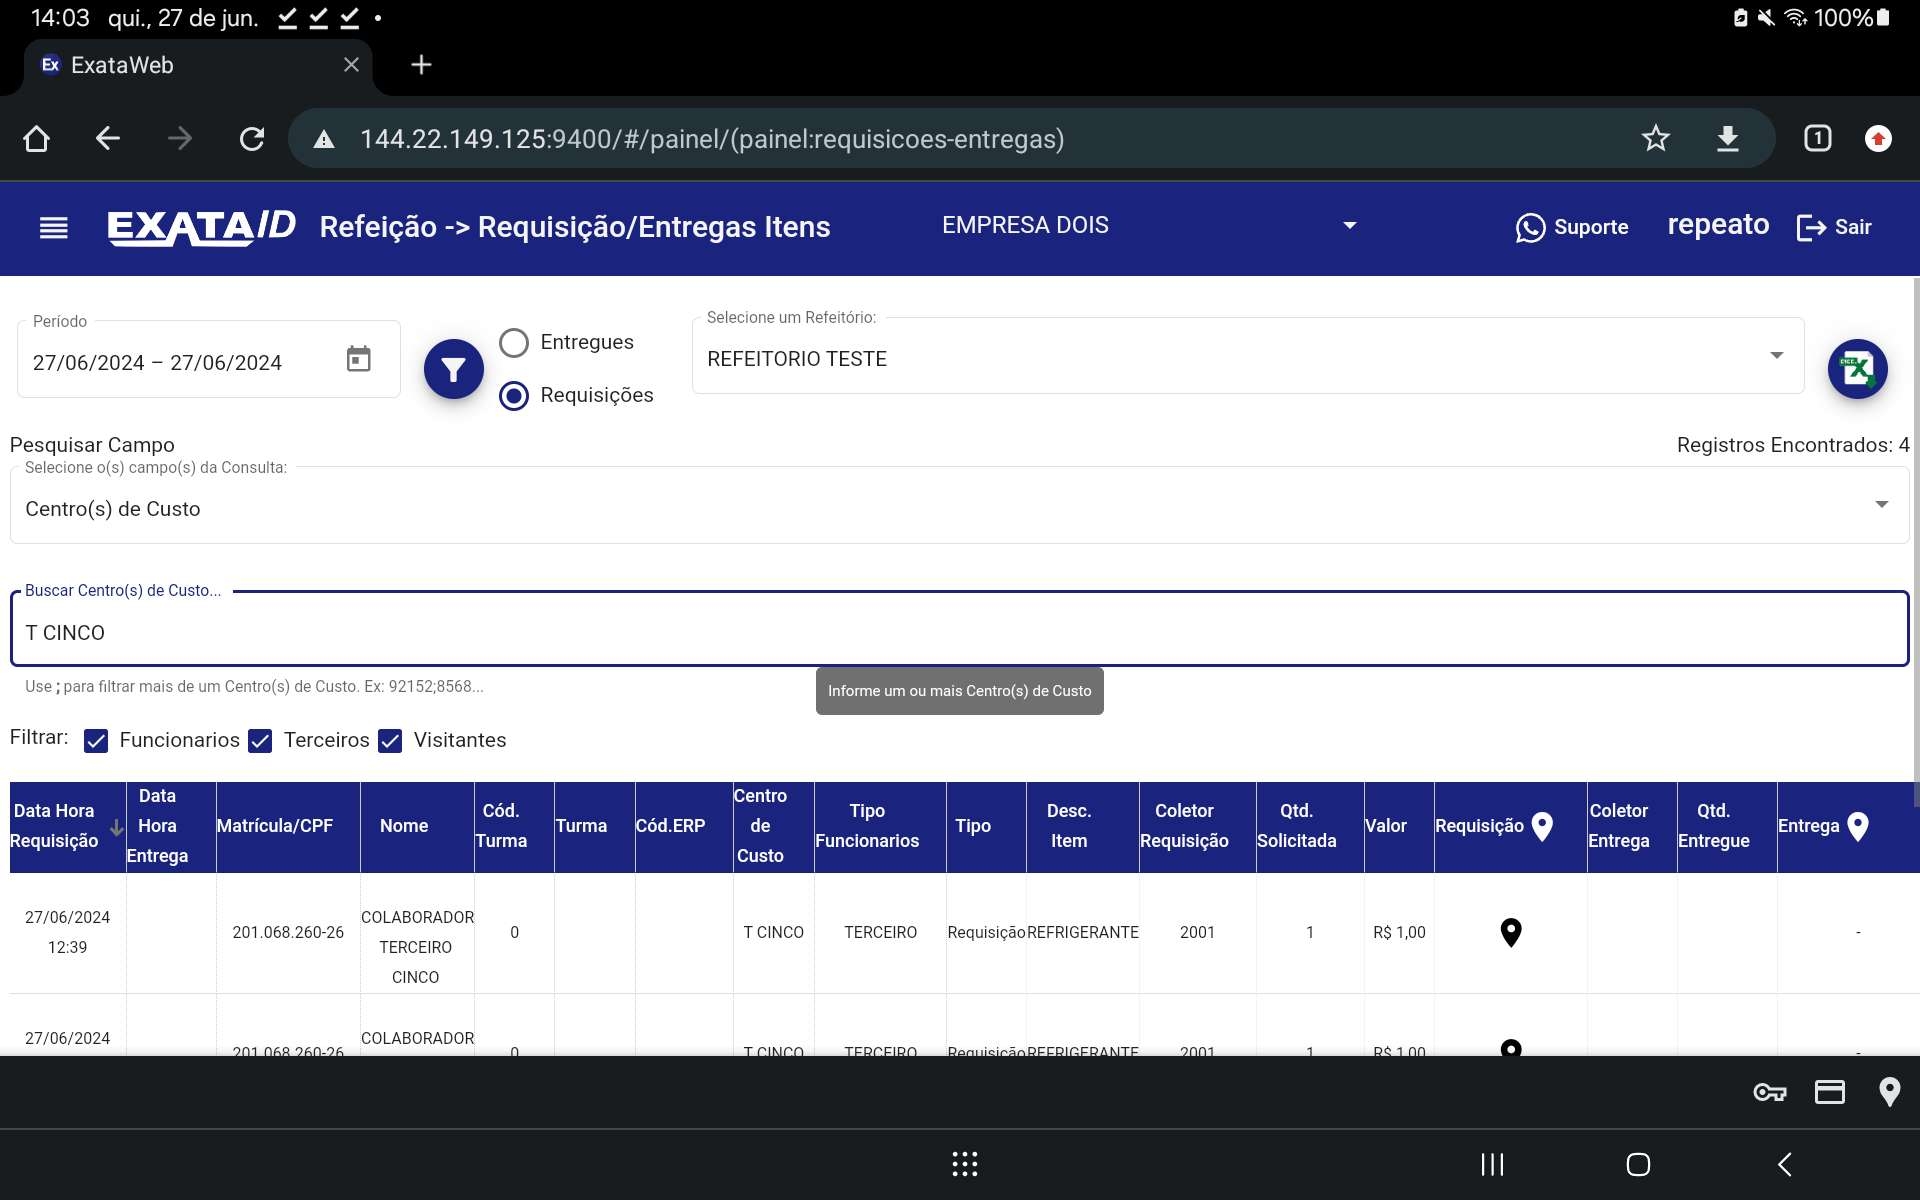 14:03 qui., 27 de jun.
100%
Ex ExataWeb
144.22.149.125:9400/#/painel/(painel:requisicoes-entregas)
1
EXATA ID Refeição -> Requisição/Entregas Itens EMPRESA DOIS Suporte repeato Sair
Período
27/06/2024 – 27/06/2024
Entregues
Requisições
Selecione um Refeitório:
REFEITORIO TESTE
Pesquisar Campo
Registros Encontrados: 4
Selecione o(s) campo(s) da Consulta:
Centro(s) de Custo
Buscar Centro(s) de Custo...
T CINCO
Use ; para filtrar mais de um Centro(s) de Custo. Ex: 92152;8568...
Informe um ou mais Centro(s) de Custo
Filtrar: Funcionarios Terceiros Visitantes
Data Hora Requisição
Data Hora Entrega
Matrícula/CPF
Nome
Cód. Turma
Turma
Cód.ERP
Centro de Custo
Tipo Funcionarios
Tipo
Desc. Item
Coletor Requisição
Qtd. Solicitada
Valor
Requisição
Coletor Entrega
Qtd. Entregue
Entrega
27/06/2024 12:39
201.068.260-26
COLABORADOR TERCEIRO CINCO
0
T CINCO
TERCEIRO
Requisição
REFRIGERANTE
2001
1
R$ 1,00
-
27/06/2024
201.068.260-26
COLABORADOR
0
T CINCO
TERCEIRO
Requisição
REFRIGERANTE
2001
1
R$ 1,00
-